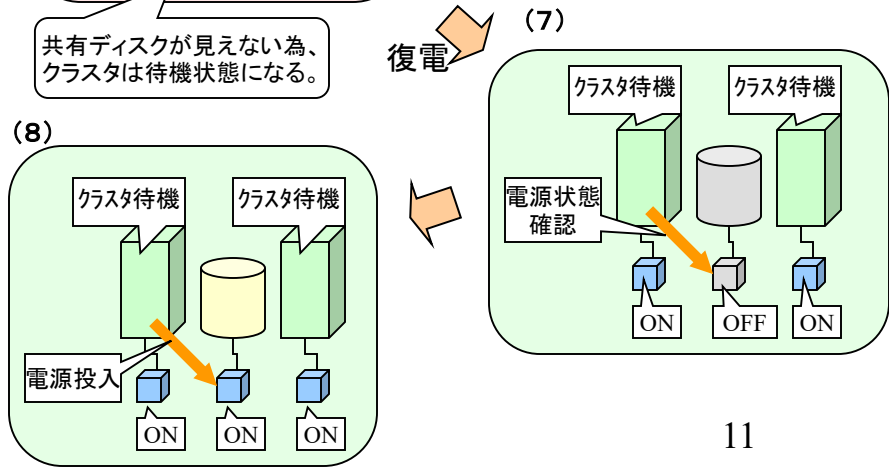 共有ディスクが見えない為、
クラスタは待機状態になる。
復電
(7)
ｸﾗｽﾀ待機
ｸﾗｽﾀ待機
電源状態
確認
ON
OFF
ON
(8)
ｸﾗｽﾀ待機
ｸﾗｽﾀ待機
電源投入
ON
ON
ON
11